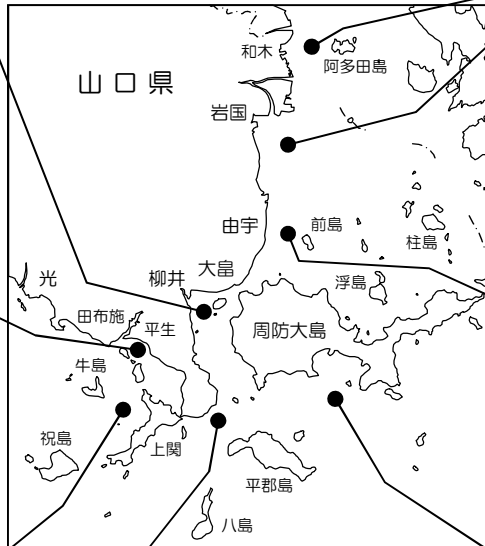 和木
阿多田島
山口県
岩国
由宇
前島
柱島
大畠
光
柳井
浮島
田布施
平生
周防大島
牛島
祝島
上関
平郡島
八島